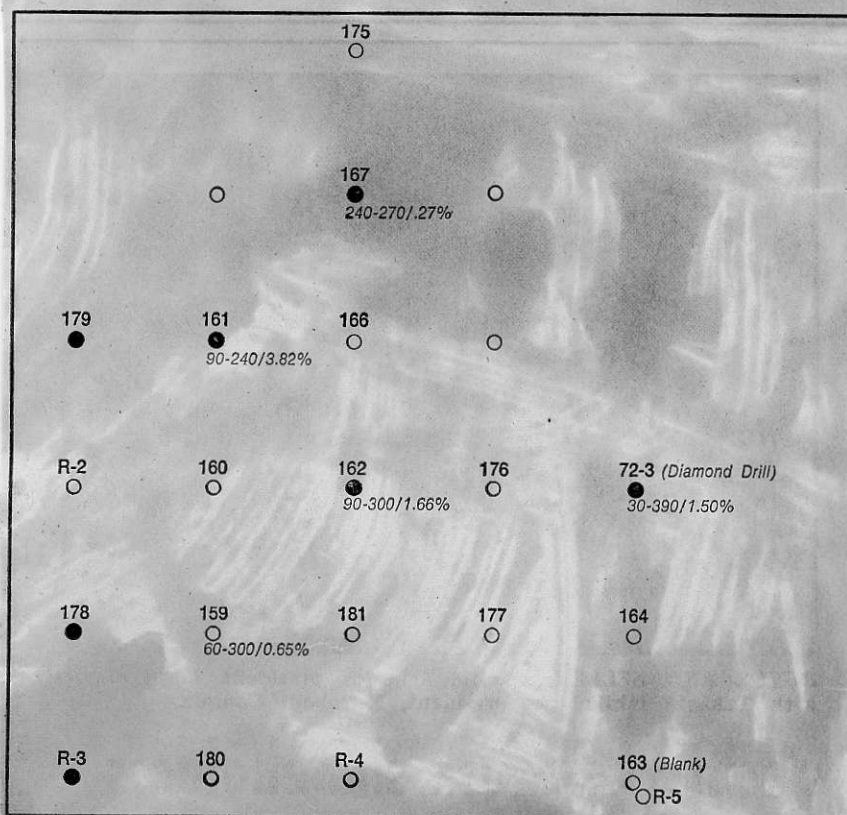 175
167
240-270/.27%
179 161 166
90-240/3.82%
R-2 160 162 176 72-3 (Diamond Drill)
90-300/1.66% 30-390/1.50%
178 159 181 177 164
60-300/0.65%
R-3 180 R-4 163 (Blank)
R-5